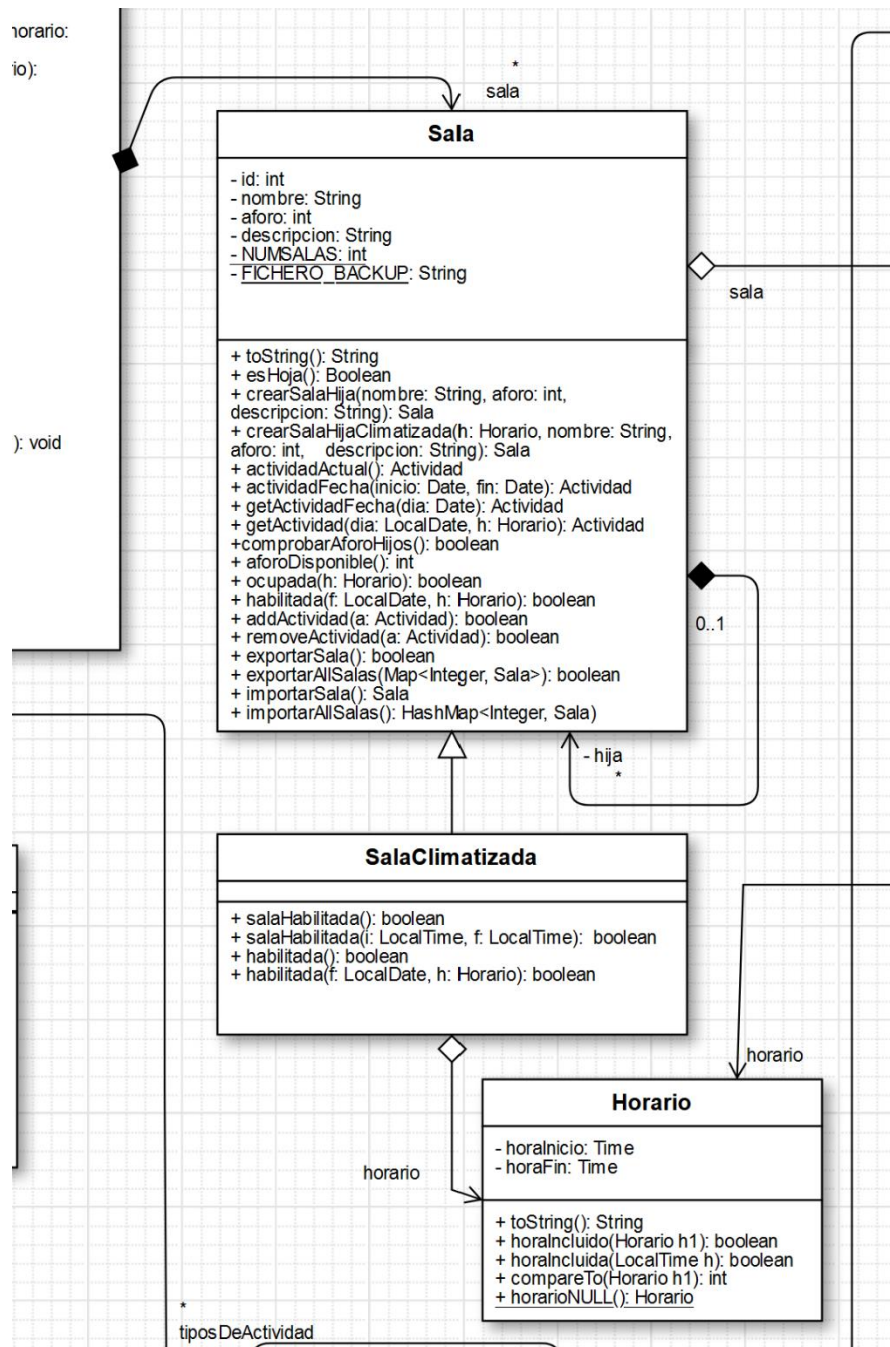 horario:
io):
): void
*
sala
Sala
- id: int
- nombre: String
- aforo: int
- descripcion: String
- NUMSALAS: int
- FICHERO_BACKUP: String
sala
+ toString(): String
+ esHoja(): Boolean
+ crearSalaHija(nombre: String, aforo: int,
descripcion: String): Sala
+ crearSalaHijaClimatizada(h: Horario, nombre: String,
aforo: int, descripcion: String): Sala
+ actividadActual(): Actividad
+ actividadFecha(inicio: Date, fin: Date): Actividad
+ getActividadFecha(dia: Date): Actividad
+ getActividad(dia: LocalDate, h: Horario): Actividad
+comprobarAforoHijos(): boolean
+ aforoDisponible(): int
+ ocupada(h: Horario): boolean
+ habilitada(f: LocalDate, h: Horario): boolean
+ addActividad(a: Actividad): boolean
+ removeActividad(a: Actividad): boolean
+ exportarSala(): boolean
+ exportarAllSalas(Map<Integer, Sala>): boolean
+ importarSala(): Sala
+ importarAllSalas(): HashMap<Integer, Sala)
0..1
- hija
*
SalaClimatizada
+ salaHabilitada(): boolean
+ salaHabilitada(i: LocalTime, f: LocalTime): boolean
+ habilitada(): boolean
+ habilitada(f: LocalDate, h: Horario): boolean
horario
horario
Horario
- horaInicio: Time
- horaFin: Time
+ toString(): String
+ horaIncluido(Horario h1): boolean
+ horaIncluida(LocalTime h): boolean
+ compareTo(Horario h1): int
+ horarioNULL(): Horario
*
tiposDeActividad